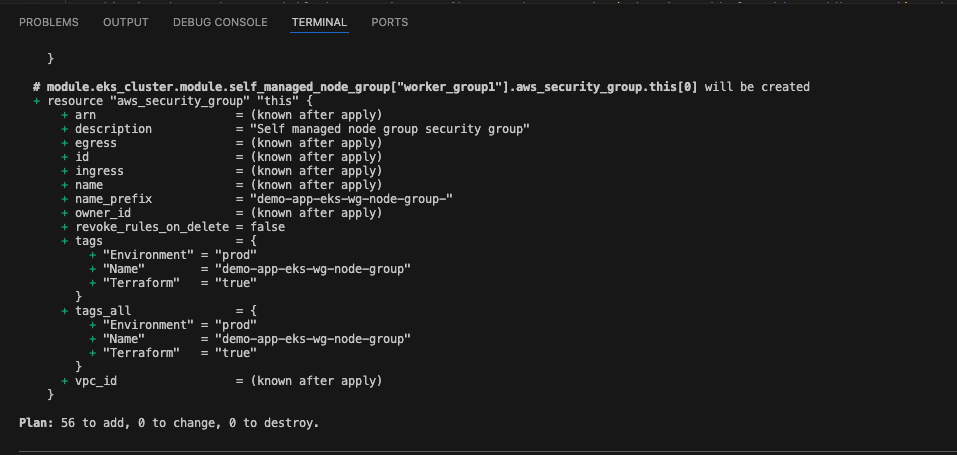 PROBLEMS OUTPUT DEBUG CONSOLE TERMINAL PORTS
}
# module.eks_cluster.module.self_managed_node_group["worker_group1"].aws_security_group.this[0] will be created
+ resource "aws_security_group" "this" {
+ arn = (known after apply)
+ description = "Self managed node group security group"
+ egress = (known after apply)
+ id = (known after apply)
+ ingress = (known after apply)
+ name = (known after apply)
+ name_prefix = "demo-app-eks-wg-node-group-"
+ owner_id = (known after apply)
+ revoke_rules_on_delete = false
+ tags = {
+ "Environment" = "prod"
+ "Name" = "demo-app-eks-wg-node-group"
+ "Terraform" = "true"
}
+ tags_all = {
+ "Environment" = "prod"
+ "Name" = "demo-app-eks-wg-node-group"
+ "Terraform" = "true"
}
+ vpc_id = (known after apply)
}
Plan: 56 to add, 0 to change, 0 to destroy.